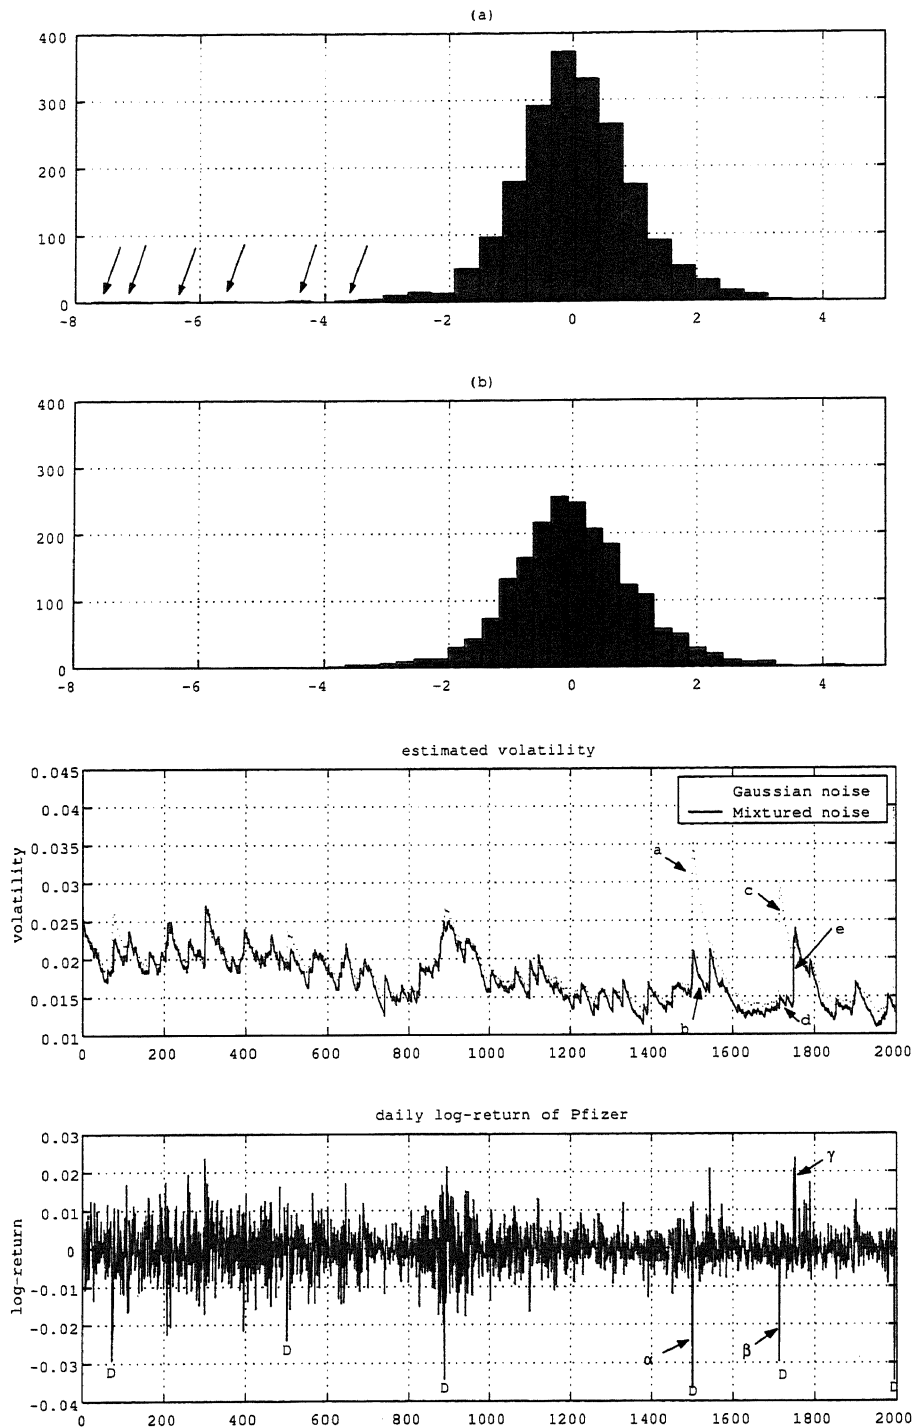 (a)
400
300
200
100
0
-8 -6 -4 -2 0 2 4
(b)
400
300
200
100
0
-8 -6 -4 -2 0 2 4
estimated volatility
0.045
0.04
0.035
0.03
0.025
0.02
0.015
0.01
volatility
Gaussian noise
Mixtured noise
a
c
e
b
d
0 200 400 600 800 1000 1200 1400 1600 1800 2000
daily log-return of Pfizer
0.03
0.02
0.01
0
-0.01
-0.02
-0.03
-0.04
log-return
γ
α
β
D
D
D
D
D
D
0 200 400 600 800 1000 1200 1400 1600 1800 2000